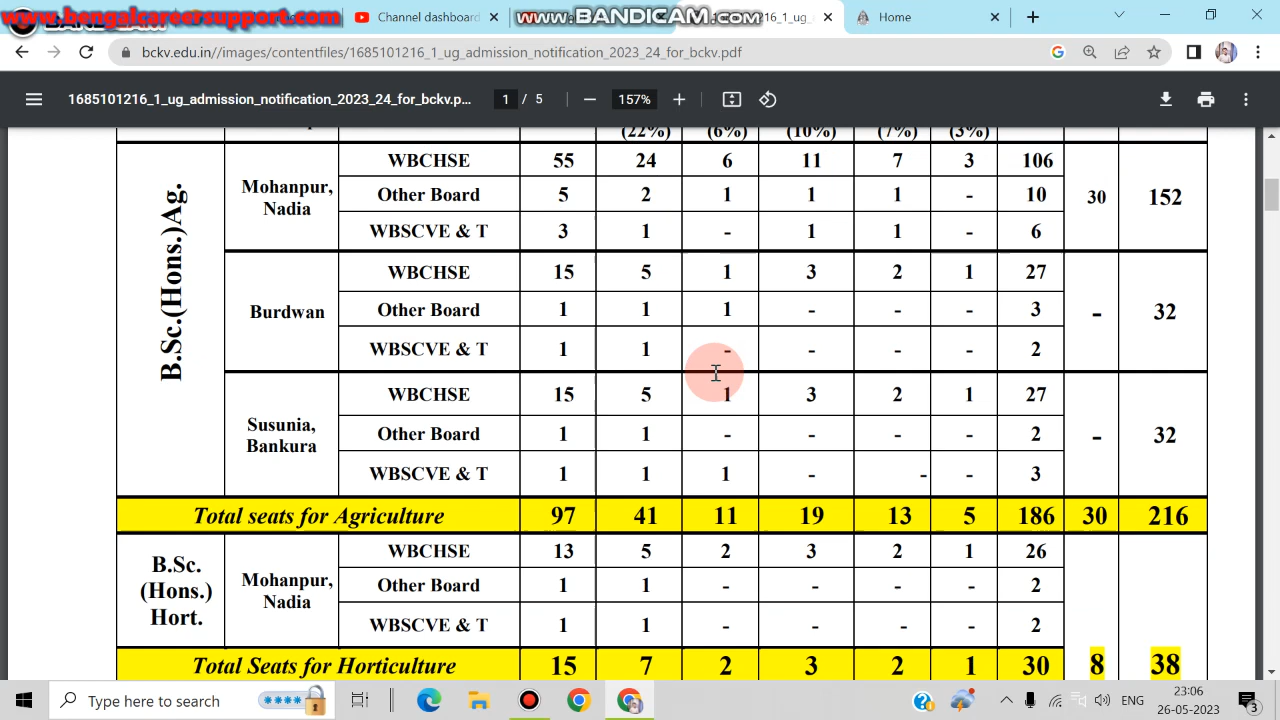 www.bengalcareersupport.com
www.BANDICAM.com
Channel dashboard
216_1_ug_
Home
bckv.edu.in//images/contentfiles/1685101216_1_ug_admission_notification_2023_24_for_bckv.pdf
1685101216_1_ug_admission_notification_2023_24_for_bckv.p... 1 / 5 157%
(22%) (6%) (10%) (7%) (3%)
B.Sc.(Hons.)Ag.
Mohanpur, Nadia
WBCHSE 55 24 6 11 7 3 106
Other Board 5 2 1 1 1 - 10
WBSCVE & T 3 1 - 1 1 - 6
30 152
Burdwan
WBCHSE 15 5 1 3 2 1 27
Other Board 1 1 1 - - - 3
WBSCVE & T 1 1 - - - - 2
- 32
Susunia, Bankura
WBCHSE 15 5 1 3 2 1 27
Other Board 1 1 - - - - 2
WBSCVE & T 1 1 1 - - - 3
- 32
Total seats for Agriculture 97 41 11 19 13 5 186 30 216
B.Sc. (Hons.) Hort.
Mohanpur, Nadia
WBCHSE 13 5 2 3 2 1 26
Other Board 1 1 - - - - 2
WBSCVE & T 1 1 - - - - 2
Total Seats for Horticulture 15 7 2 3 2 1 30 8 38
Type here to search
ENG
23:06
26-05-2023
3